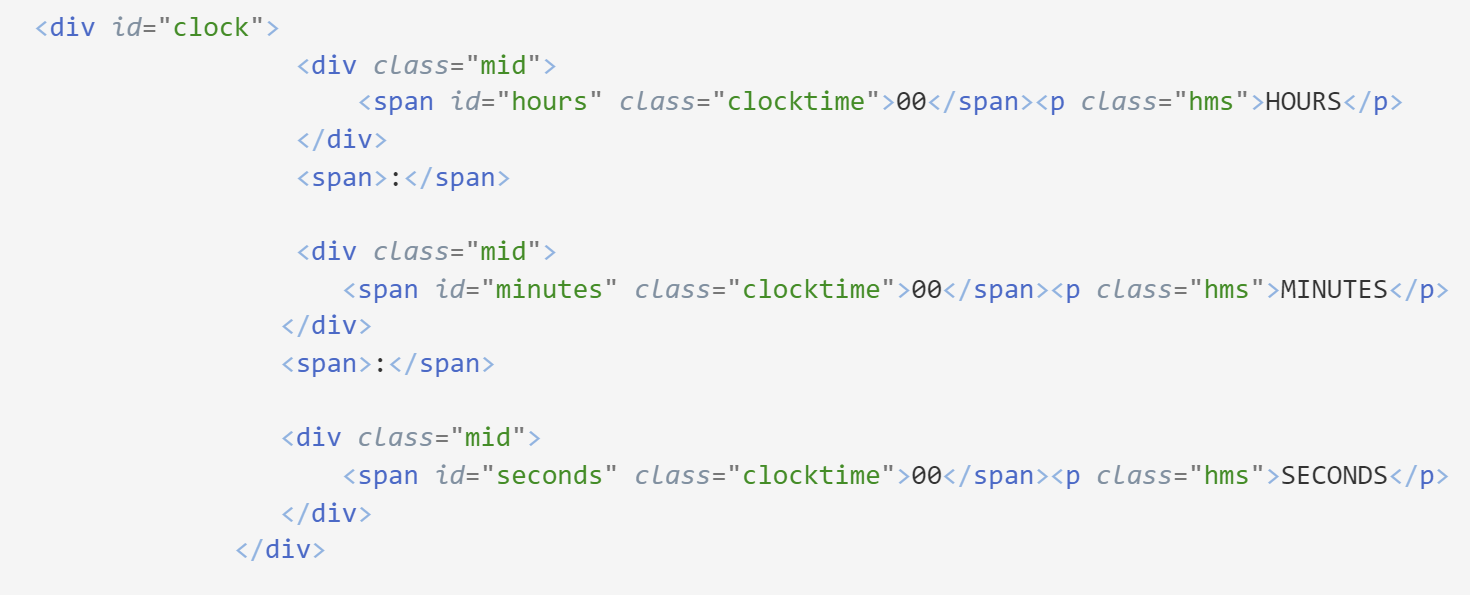 <div id="clock">
<div class="mid">
<span id="hours" class="clocktime">00</span><p class="hms">HOURS</p>
</div>
<span>:</span>
<div class="mid">
<span id="minutes" class="clocktime">00</span><p class="hms">MINUTES</p>
</div>
<span>:</span>
<div class="mid">
<span id="seconds" class="clocktime">00</span><p class="hms">SECONDS</p>
</div>
</div>